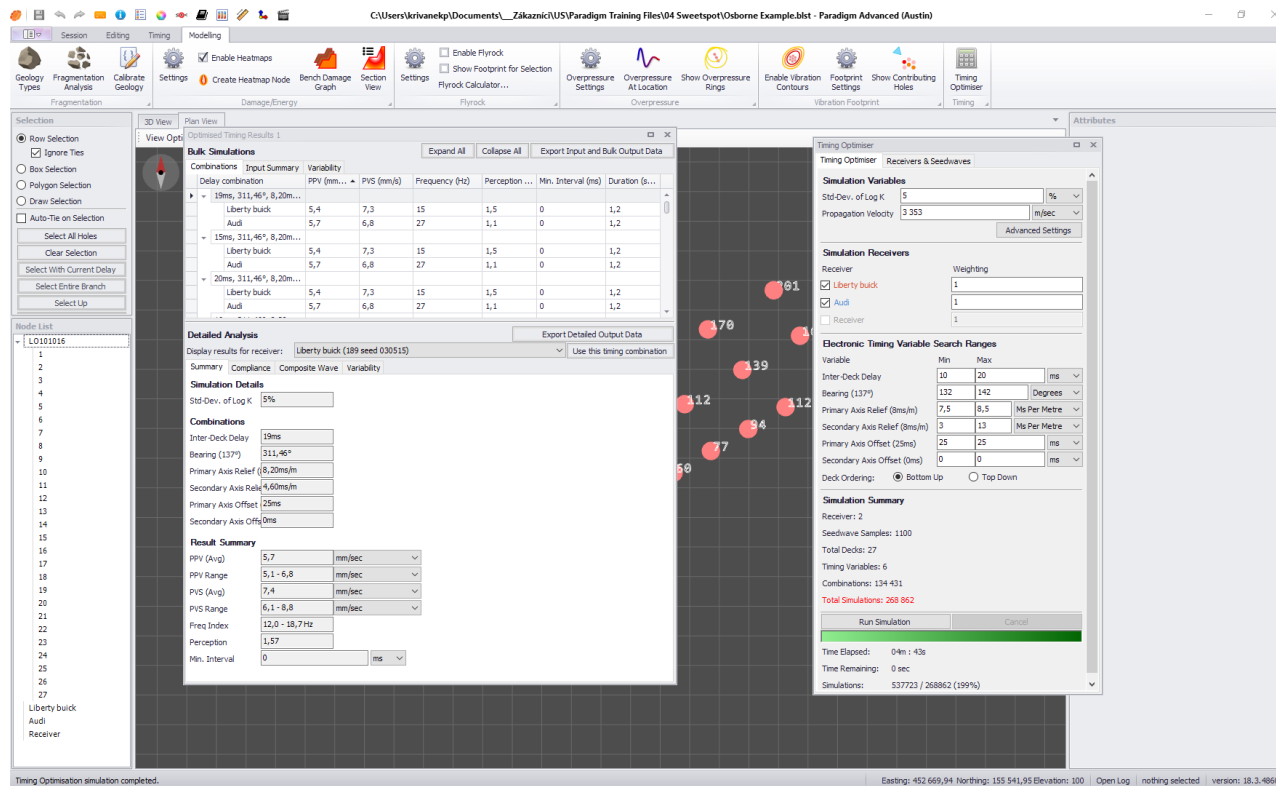 C:\Users\krivanekp\Documents\__Zákazníci\US\Paradigm Training Files\04 Sweetspot\Osborne Example.blst - Paradigm Advanced (Austin)
Session Editing Timing Modelling
Geology Types
Fragmentation Analysis
Calibrate Geology
Fragmentation
Settings
Enable Heatmaps
Create Heatmap Node
Bench Damage Graph
Section View
Damage/Energy
Settings
Enable Flyrock
Show Footprint for Selection
Flyrock Calculator...
Flyrock
Overpressure Settings
Overpressure At Location
Show Overpressure Rings
Overpressure
Enable Vibration Contours
Footprint Settings
Show Contributing Holes
Vibration Footprint
Timing Optimiser
Timing
Selection
Row Selection
Ignore Ties
Box Selection
Polygon Selection
Draw Selection
Auto-Tie on Selection
Select All Holes
Clear Selection
Select With Current Delay
Select Entire Branch
Select Up
Node List
LO101016
1
2
3
4
5
6
7
8
9
10
11
12
13
14
15
16
17
18
19
20
21
22
23
24
25
26
27
Liberty buick
Audi
Receiver
3D View Plan View
View Opti
Optimised Timing Results 1
Bulk Simulations
Expand All Collapse All Export Input and Bulk Output Data
Combinations Input Summary Variability
Delay combination PPV (mm... PVS (mm/s) Frequency (Hz) Perception ... Min. Interval (ms) Duration (s...
19ms, 311,46°, 8,20m...
Liberty buick 5,4 7,3 15 1,5 0 1,2
Audi 5,7 6,8 27 1,1 0 1,2
15ms, 311,46°, 8,20m...
Liberty buick 5,4 7,3 15 1,5 0 1,2
Audi 5,7 6,8 27 1,1 0 1,2
20ms, 311,46°, 8,20m...
Liberty buick 5,4 7,3 15 1,5 0 1,2
Audi 5,7 6,8 27 1,1 0 1,2
Detailed Analysis
Export Detailed Output Data
Display results for receiver: Liberty buick (189 seed 030515) Use this timing combination
Summary Compliance Composite Wave Variability
Simulation Details
Std-Dev. of Log K 5%
Combinations
Inter-Deck Delay 19ms
Bearing (137°) 311,46°
Primary Axis Relief ( 8,20ms/m
Secondary Axis Relie 4,60ms/m
Primary Axis Offset 25ms
Secondary Axis Offs 0ms
Result Summary
PPV (Avg) 5,7 mm/sec
PPV Range 5,1 - 6,8 mm/sec
PVS (Avg) 7,4 mm/sec
PVS Range 6,1 - 8,8 mm/sec
Freq Index 12,0 - 18,7 Hz
Perception 1,57
Min. Interval 0 ms
201
170
139
112
112
94
77
Timing Optimiser
Timing Optimiser Receivers & Seedwaves
Simulation Variables
Std-Dev. of Log K 5 %
Propagation Velocity 3 353 m/sec
Advanced Settings
Simulation Receivers
Receiver Weighting
Liberty buick 1
Audi 1
Receiver 1
Electronic Timing Variable Search Ranges
Variable Min Max
Inter-Deck Delay 10 20 ms
Bearing (137°) 132 142 Degrees
Primary Axis Relief (8ms/m) 7,5 8,5 Ms Per Metre
Secondary Axis Relief (8ms/m) 3 13 Ms Per Metre
Primary Axis Offset (25ms) 25 25 ms
Secondary Axis Offset (0ms) 0 0 ms
Deck Ordering: Bottom Up Top Down
Simulation Summary
Receiver: 2
Seedwave Samples: 1100
Total Decks: 27
Timing Variables: 6
Combinations: 134 431
Total Simulations: 268 862
Run Simulation Cancel
Time Elapsed: 04m : 43s
Time Remaining: 0 sec
Simulations: 537723 / 268862 (199%)
Attributes
Timing Optimisation simulation completed.
Easting: 452 669,94 Northing: 155 541,95 Elevation: 100 Open Log nothing selected version: 18.3.486